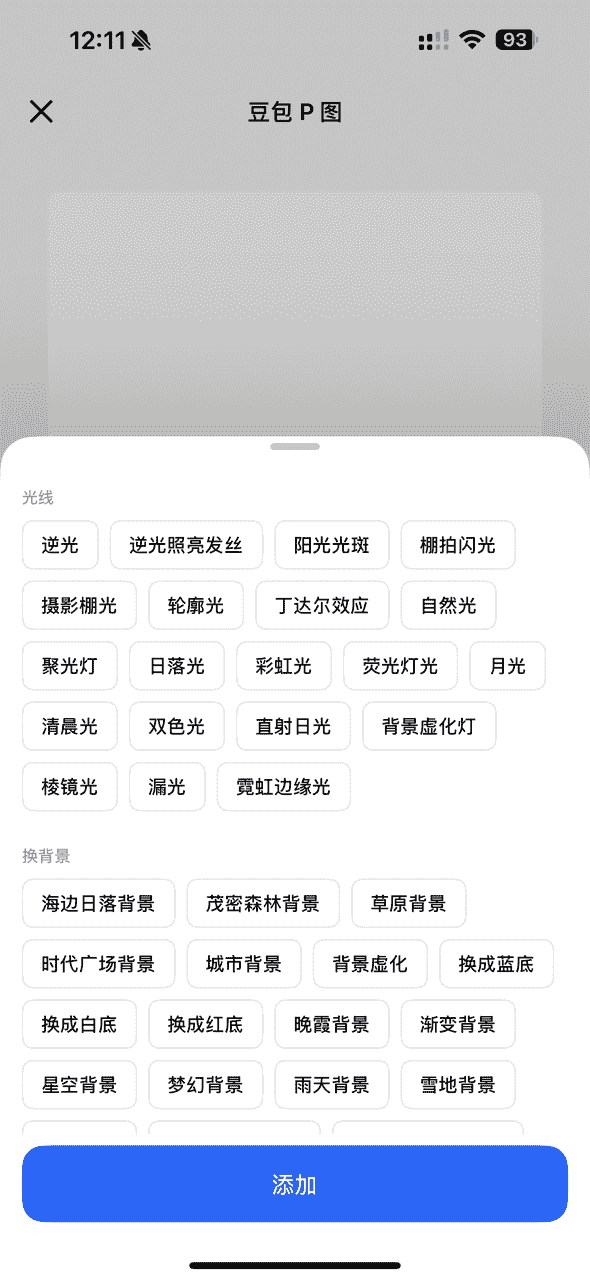 12:11 93
豆包 P 图
光线
逆光 逆光照亮发丝 阳光光斑 棚拍闪光
摄影棚光 轮廓光 丁达尔效应 自然光
聚光灯 日落光 彩虹光 荧光灯光 月光
清晨光 双色光 直射日光 背景虚化灯
棱镜光 漏光 霓虹边缘光
换背景
海边日落背景 茂密森林背景 草原背景
时代广场背景 城市背景 背景虚化 换成蓝底
换成白底 换成红底 晚霞背景 渐变背景
星空背景 梦幻背景 雨天背景 雪地背景
添加